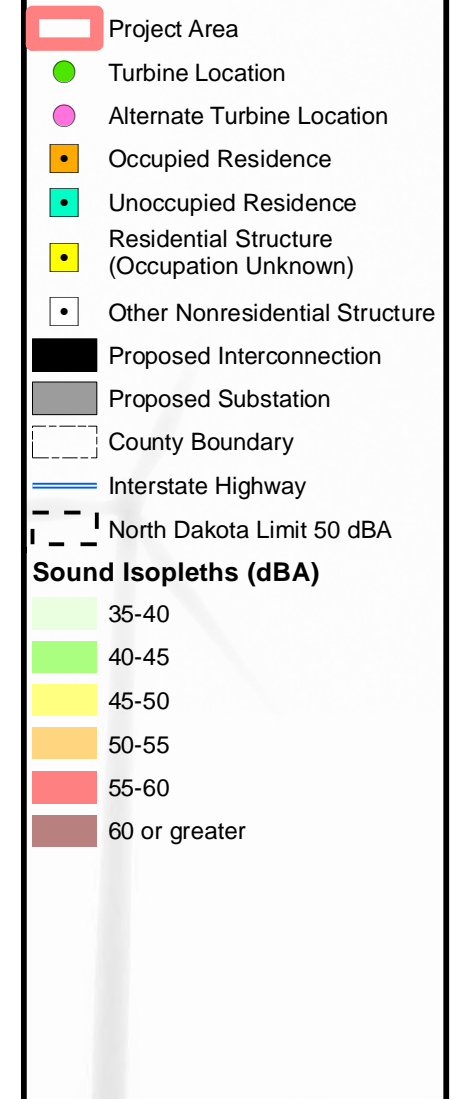 Project Area
Turbine Location
Alternate Turbine Location
Occupied Residence
Unoccupied Residence
Residential Structure
(Occupation Unknown)
Other Nonresidential Structure
Proposed Interconnection
Proposed Substation
County Boundary
Interstate Highway
North Dakota Limit 50 dBA
Sound Isopleths (dBA)
35-40
40-45
45-50
50-55
55-60
60 or greater